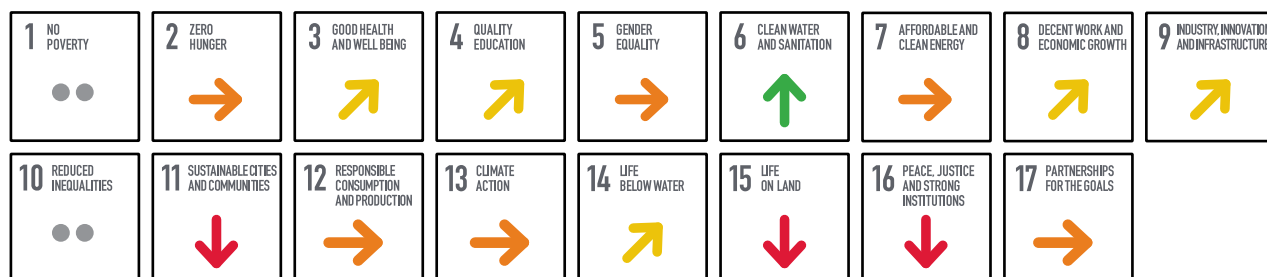 1 NO
POVERTY
2 ZERO
HUNGER
3 GOOD HEALTH
AND WELL BEING
4 QUALITY
EDUCATION
5 GENDER
EQUALITY
6 CLEAN WATER
AND SANITATION
7 AFFORDABLE AND
CLEAN ENERGY
8 DECENT WORK AND
ECONOMIC GROWTH
9 INDUSTRY, INNOVATION
AND INFRASTRUCTURE
10 REDUCED
INEQUALITIES
11 SUSTAINABLE CITIES
AND COMMUNITIES
12 RESPONSIBLE
CONSUMPTION
AND PRODUCTION
13 CLIMATE
ACTION
14 LIFE
BELOW WATER
15 LIFE
ON LAND
16 PEACE, JUSTICE
AND STRONG
INSTITUTIONS
17 PARTNERSHIPS
FOR THE GOALS